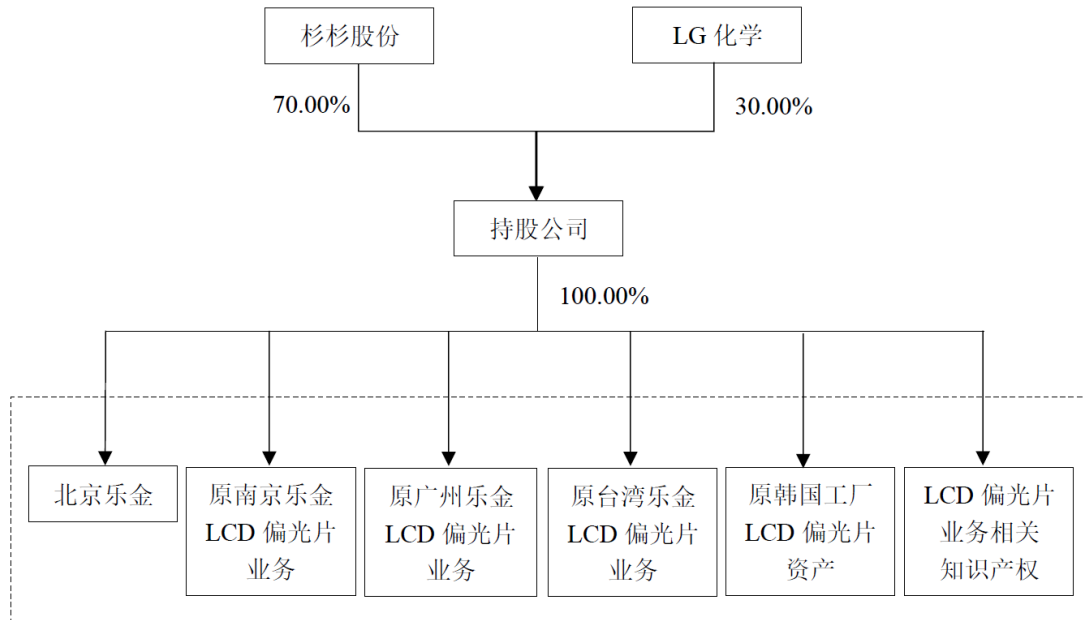 杉杉股份
LG 化学
70.00%
30.00%
持股公司
100.00%
北京乐金
原南京乐金
LCD 偏光片
业务
原广州乐金
LCD 偏光片
业务
原台湾乐金
LCD 偏光片
业务
原韩国工厂
LCD 偏光片
资产
LCD 偏光片
业务相关
知识产权